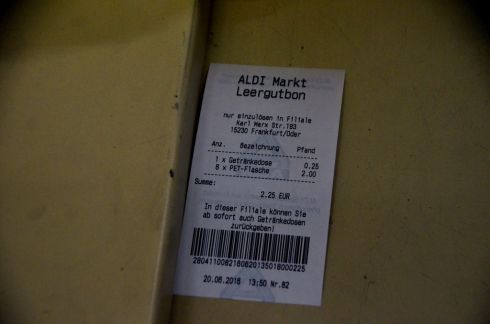 ALDI Markt
Leergutbon
nur einzulösen in Filiale
Karl Marx Str.193
15230 Frankfurt/Oder
Anz. Bezeichnung Pfand
1 x Getränkedose 0.25
8 x PET-Flasche 2.00
Summe: 2.25 EUR
In dieser Filiale können Sie
ab sofort auch Getränkedosen
zurückgeben!
20.06.2016 13:50 Nr.82